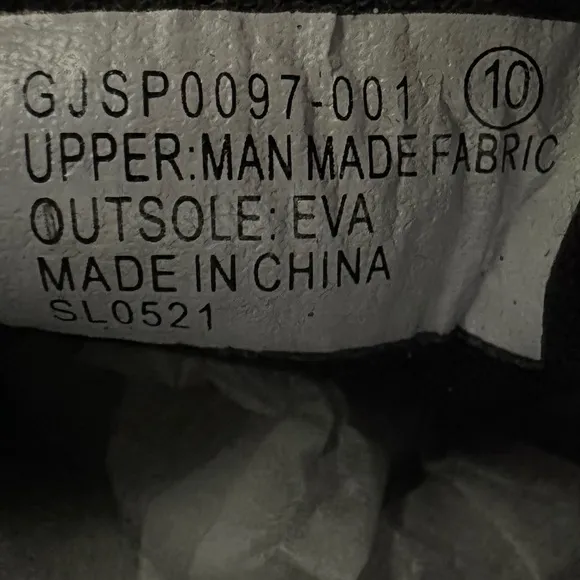 GJSP0097-001 10
UPPER:MAN MADE FABRIC
OUTSOLE: EVA
MADE IN CHINA
SL0521